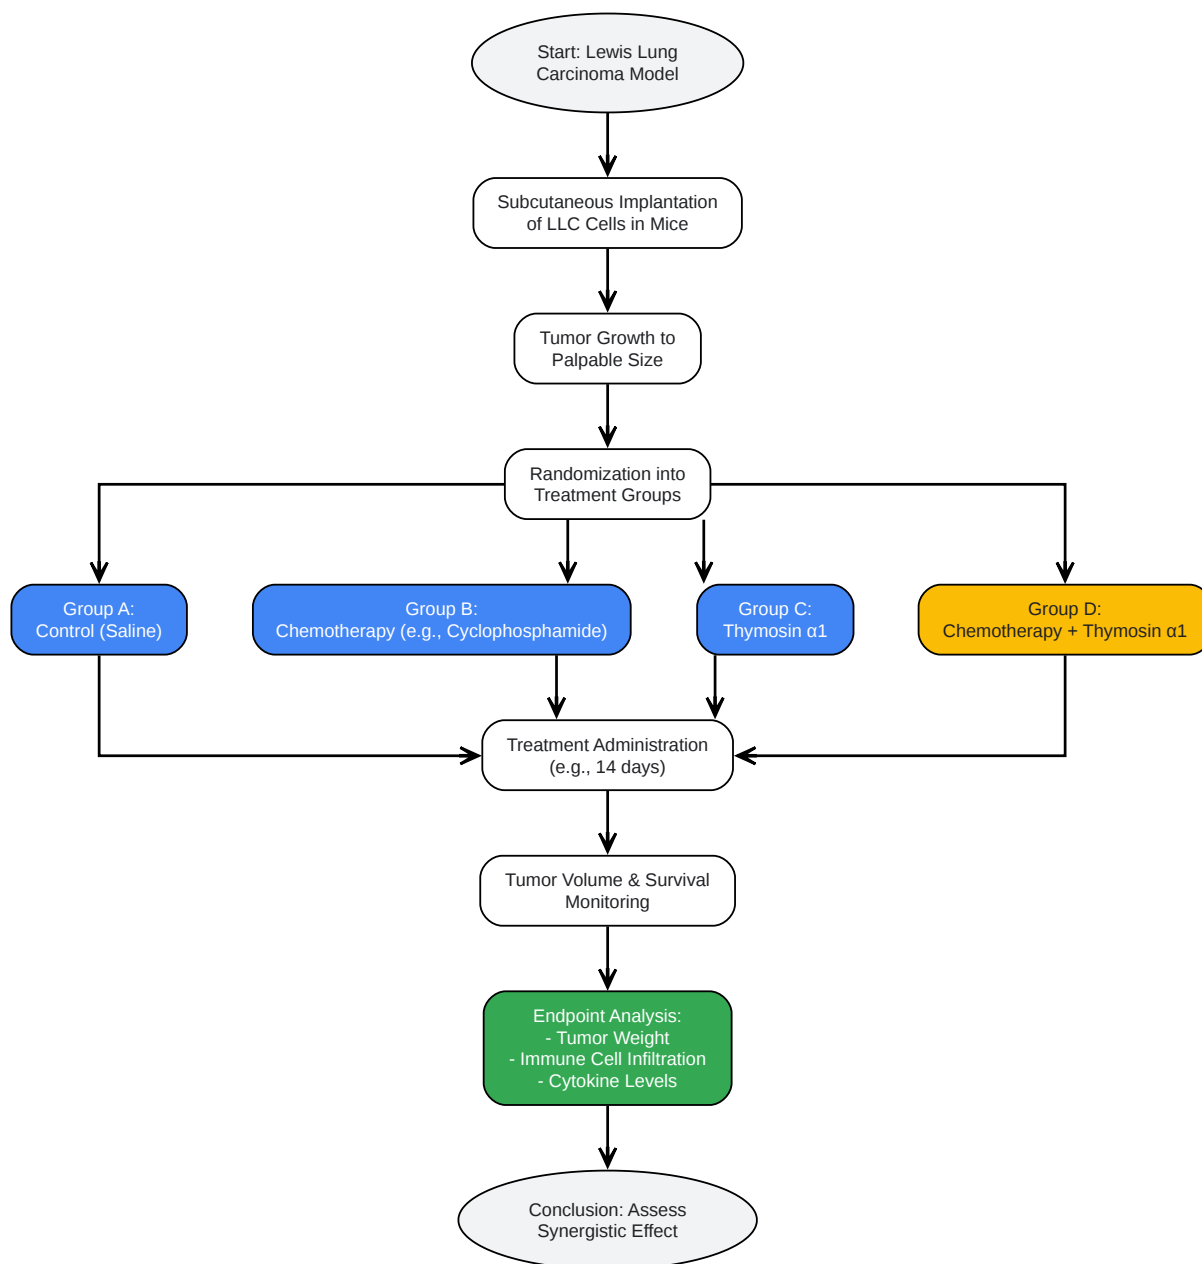 Start: Lewis Lung
Carcinoma Model
Subcutaneous Implantation
of LLC Cells in Mice
Tumor Growth to
Palpable Size
Randomization into
Treatment Groups
Group A:
Control (Saline)
Group B:
Chemotherapy (e.g., Cyclophosphamide)
Group C:
Thymosin α1
Group D:
Chemotherapy + Thymosin α1
Treatment Administration
(e.g., 14 days)
Tumor Volume & Survival
Monitoring
Endpoint Analysis:
- Tumor Weight
- Immune Cell Infiltration
- Cytokine Levels
Conclusion: Assess
Synergistic Effect